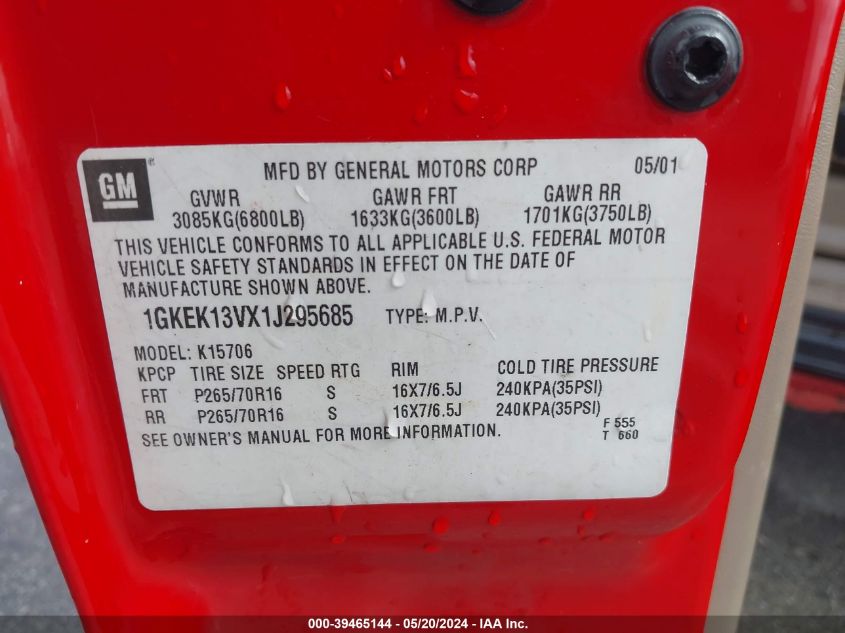 GM
MFD BY GENERAL MOTORS CORP 05/01
GVWR GAWR FRT GAWR RR
3085KG(6800LB) 1633KG(3600LB) 1701KG(3750LB)
THIS VEHICLE CONFORMS TO ALL APPLICABLE U.S. FEDERAL MOTOR
VEHICLE SAFETY STANDARDS IN EFFECT ON THE DATE OF
MANUFACTURE SHOWN ABOVE.
1GKEK13VX1J295685 TYPE: M.P.V.
MODEL: K15706
KPCP TIRE SIZE SPEED RTG RIM COLD TIRE PRESSURE
FRT P265/70R16 S 16X7/6.5J 240KPA(35PSI)
RR P265/70R16 S 16X7/6.5J 240KPA(35PSI)
SEE OWNER'S MANUAL FOR MORE INFORMATION.
F 555
T 660
000-39465144 - 05/20/2024 - IAA Inc.